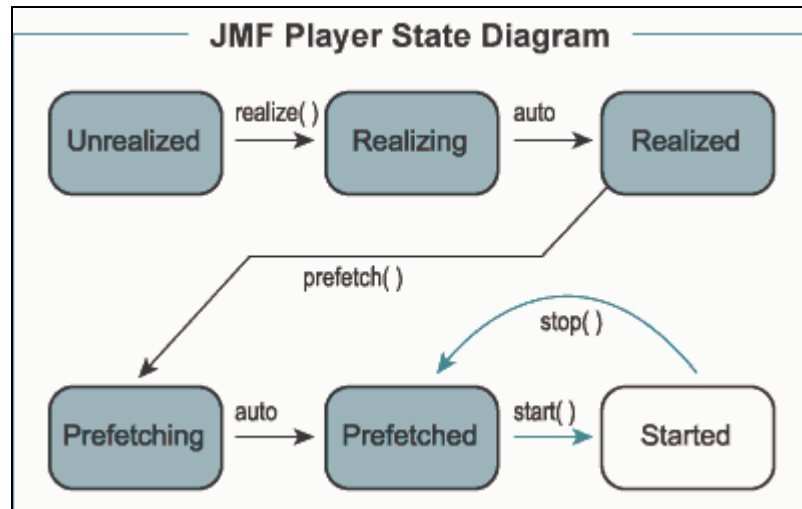 JMF Player State Diagram
Unrealized
realize( )
Realizing
auto
Realized
prefetch( )
stop( )
Prefetching
auto
Prefetched
start( )
Started